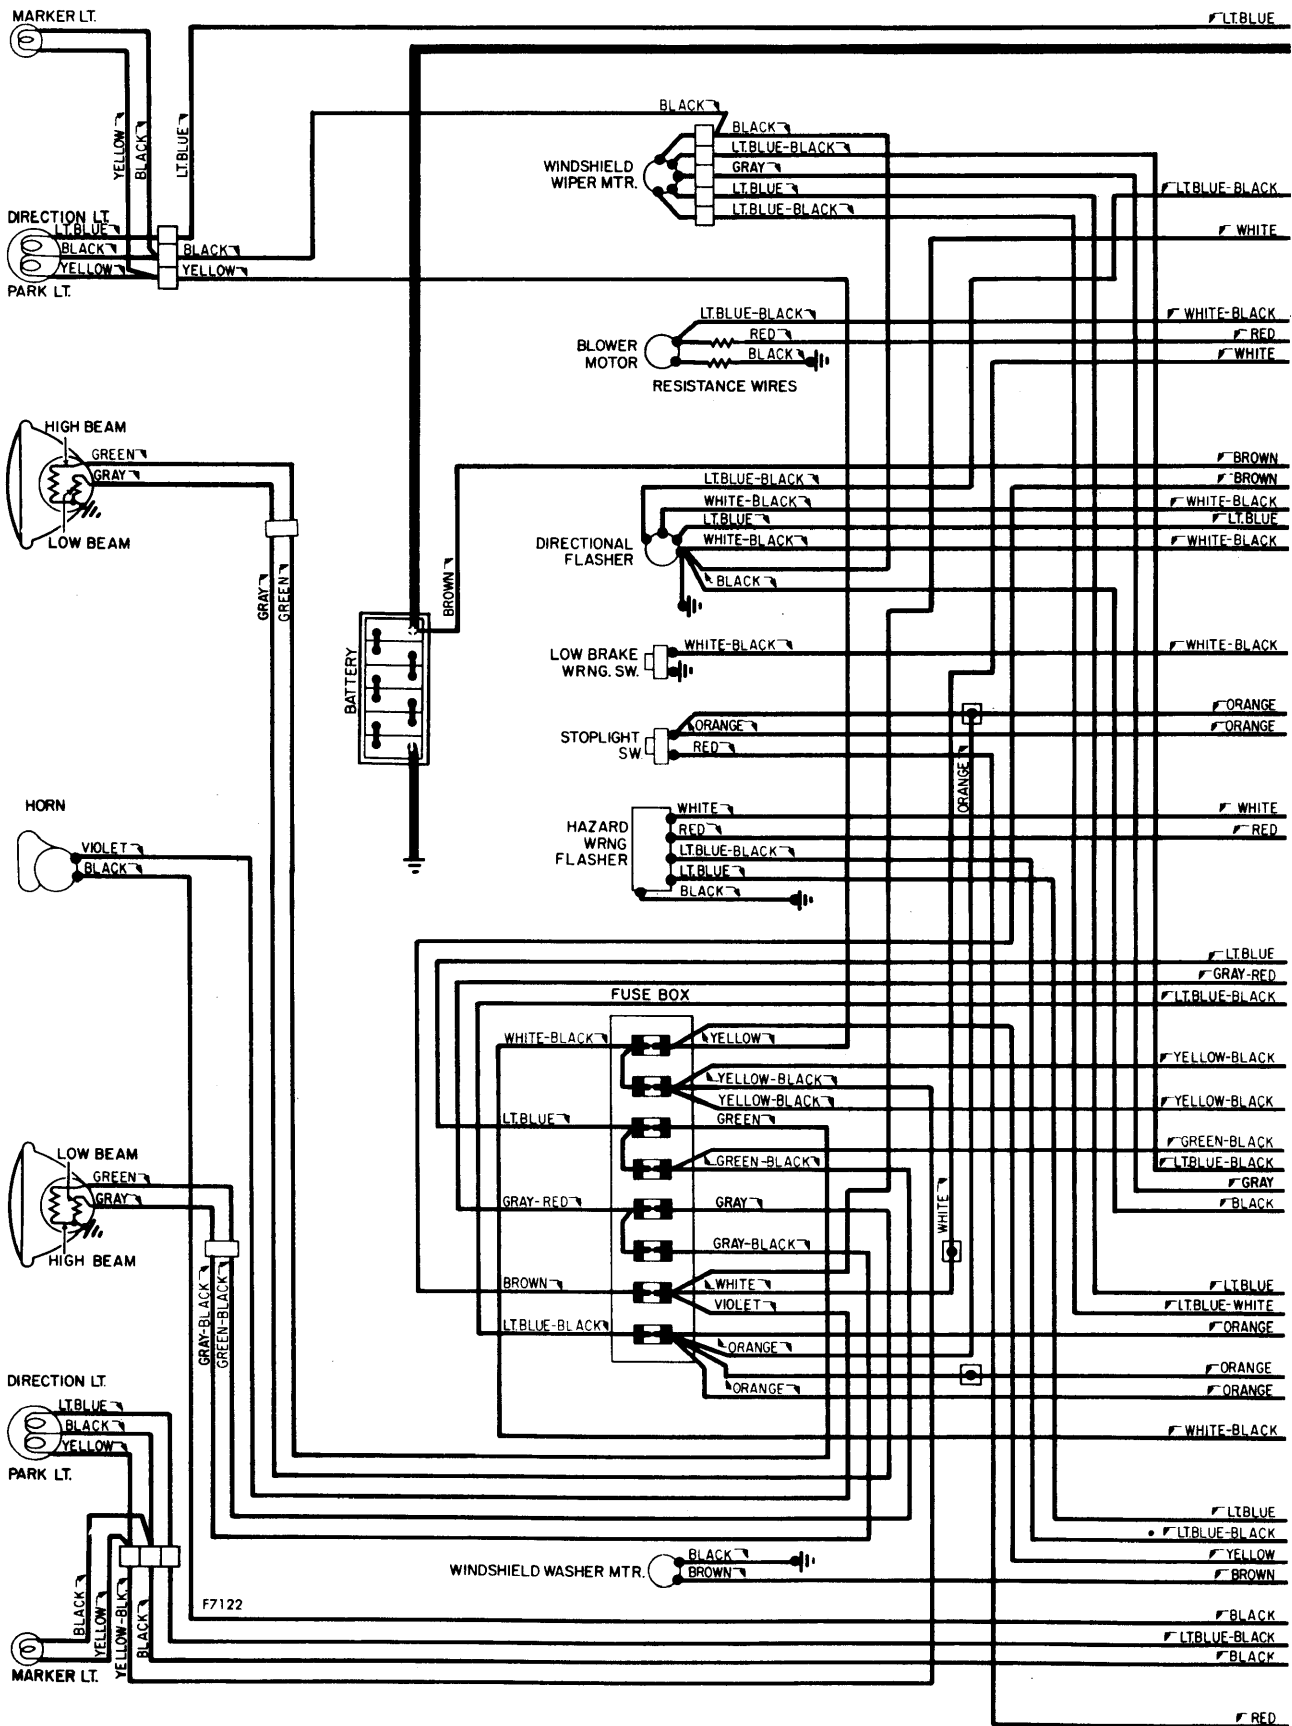 MARKER LT.
LT.BLUE
BLACK
BLACK
YELLOW
BLACK
LT.BLUE
LT.BLUE-BLACK
WINDSHIELD
WIPER MTR.
GRAY
LT.BLUE
LT.BLUE-BLACK
LT.BLUE-BLACK
DIRECTION LT.
LT.BLUE
BLACK
BLACK
YELLOW
YELLOW
PARK LT.
WHITE
LT.BLUE-BLACK
WHITE-BLACK
RED
RED
BLOWER
MOTOR
BLACK
WHITE
RESISTANCE WIRES
HIGH BEAM
GREEN
GRAY
LOW BEAM
BROWN
LT.BLUE-BLACK
BROWN
WHITE-BLACK
WHITE-BLACK
LT.BLUE
LT.BLUE
DIRECTIONAL
FLASHER
WHITE-BLACK
WHITE-BLACK
BLACK
GRAY
GREEN
BROWN
BATTERY
LOW BRAKE
WRNG. SW.
WHITE-BLACK
WHITE-BLACK
ORANGE
STOPLIGHT
SW.
ORANGE
ORANGE
RED
ORANGE
HORN
VIOLET
BLACK
HAZARD
WRNG
FLASHER
WHITE
WHITE
RED
RED
LT.BLUE-BLACK
LT.BLUE
BLACK
LT.BLUE
GRAY-RED
LT.BLUE-BLACK
FUSE BOX
WHITE-BLACK
YELLOW
YELLOW-BLACK
YELLOW-BLACK
YELLOW-BLACK
YELLOW-BLACK
LT.BLUE
GREEN
GREEN-BLACK
GREEN-BLACK
LT.BLUE-BLACK
GRAY-RED
GRAY
GRAY
BLACK
WHITE
GRAY-BLACK
BROWN
WHITE
LT.BLUE
VIOLET
LT.BLUE-WHITE
LT.BLUE-BLACK
ORANGE
ORANGE
ORANGE
ORANGE
ORANGE
WHITE-BLACK
LOW BEAM
GREEN
GRAY
HIGH BEAM
GRAY-BLACK
GREEN-BLACK
DIRECTION LT.
LT.BLUE
BLACK
YELLOW
PARK LT.
LT.BLUE
LT.BLUE-BLACK
WINDSHIELD WASHER MTR.
BLACK
BROWN
YELLOW
BROWN
BLACK
YELLOW
YELLOW-BLK
BLACK
F7122
MARKER LT.
BLACK
LT.BLUE-BLACK
BLACK
RED